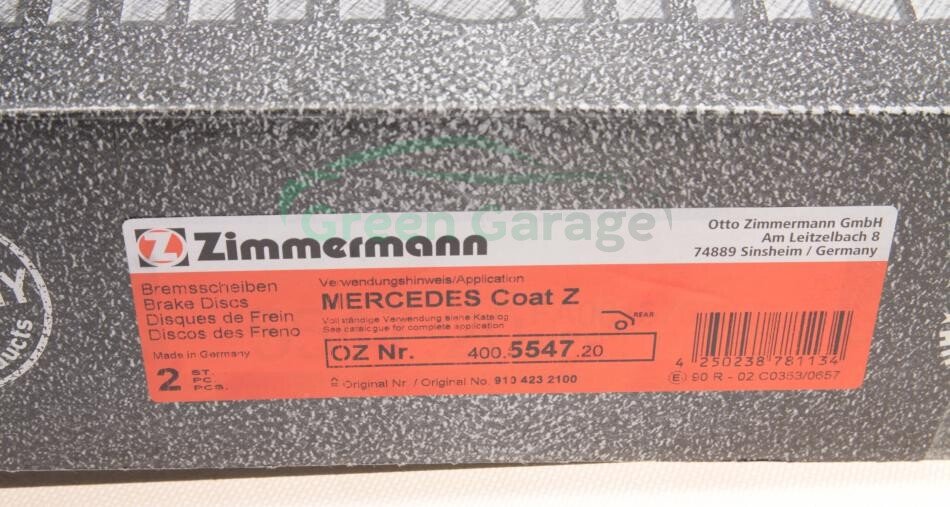 Green Garage
Z Zimmermann
Otto Zimmermann GmbH
Am Leitzelbach 8
74889 Sinsheim / Germany
Bremsscheiben
Brake Discs
Disques de Frein
Discos des Freno
Made in Germany
2 ST.
PC.
PCS.
Verwendungshinweis/Application
MERCEDES Coat Z
Vollständige Verwendung siehe Katalog
See catalogue for complete application
REAR
OZ Nr. 400.5547.20
Original Nr. / Original No. 910 423 2100
4 250238 781134
E 90 R - 02 C0353/0657